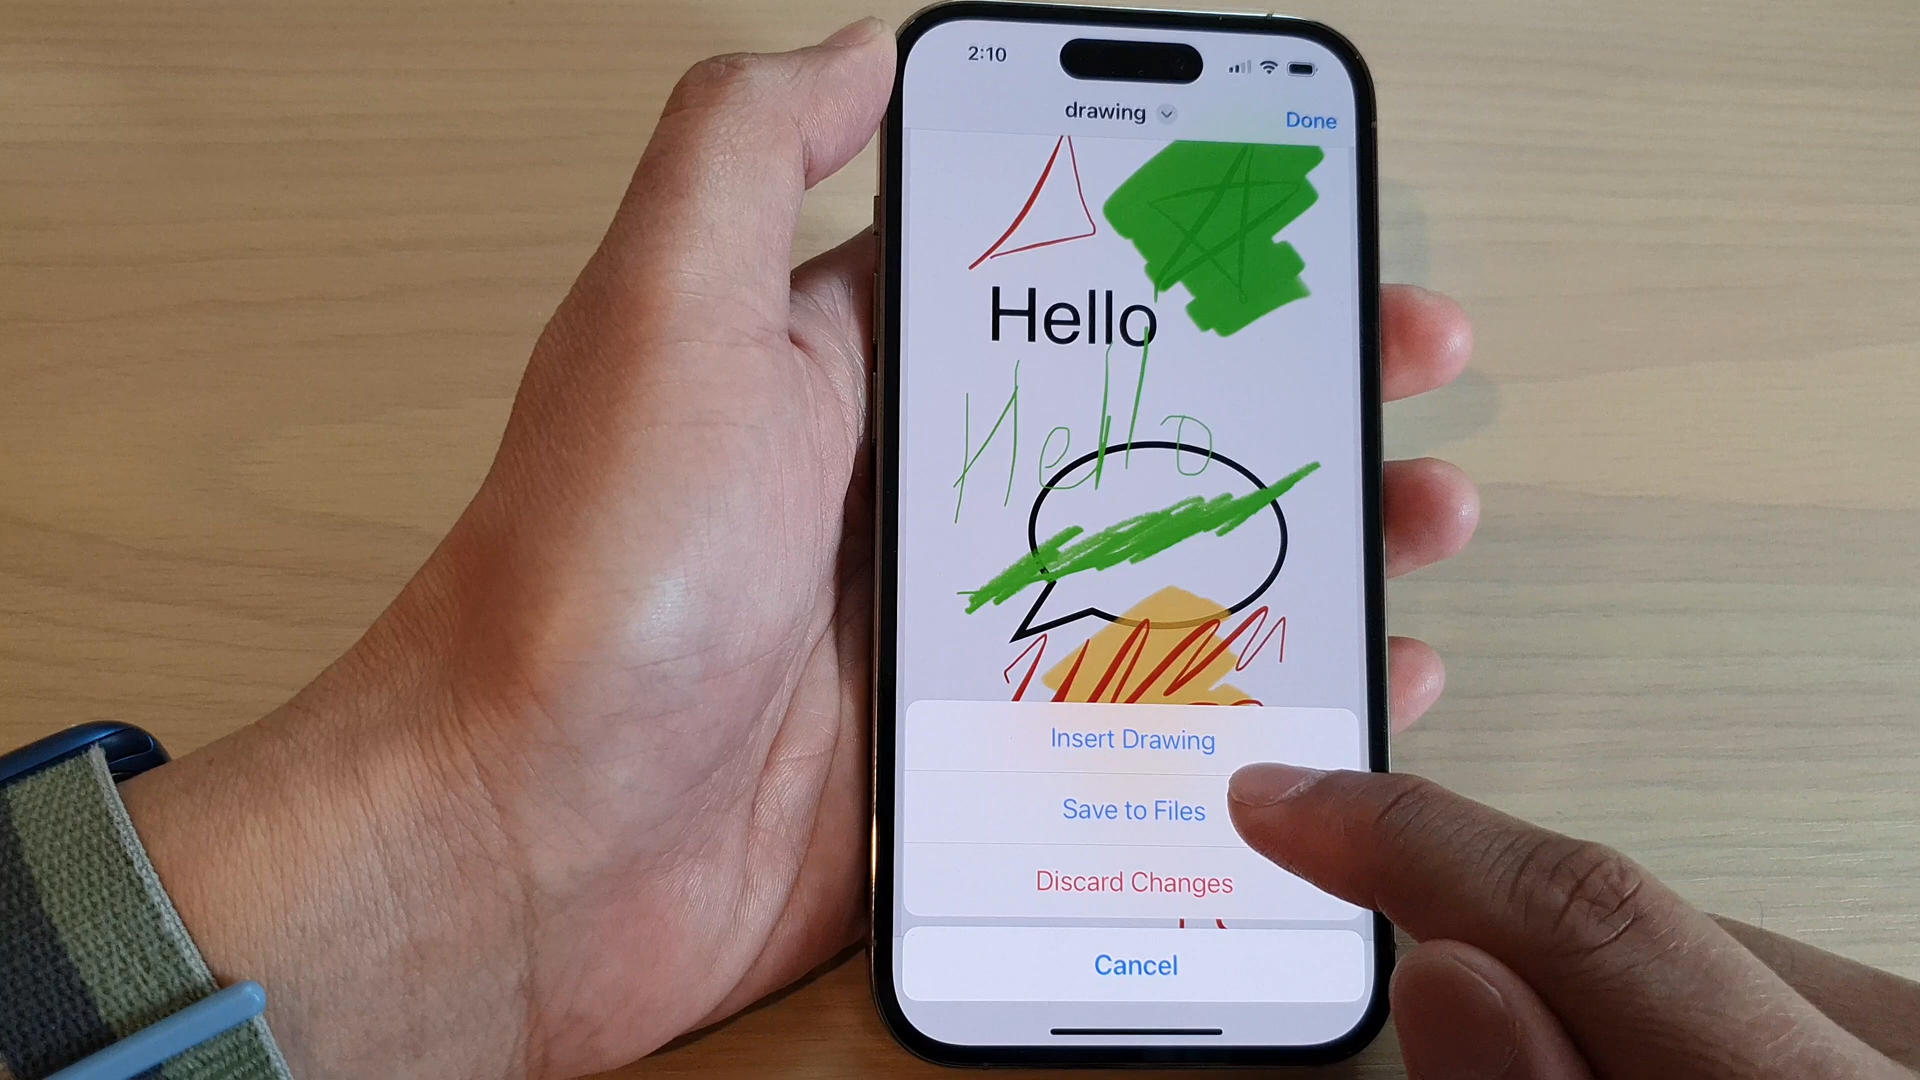 2:10
drawing
Done
Hello
Hello
Insert Drawing
Save to Files
Discard Changes
Cancel